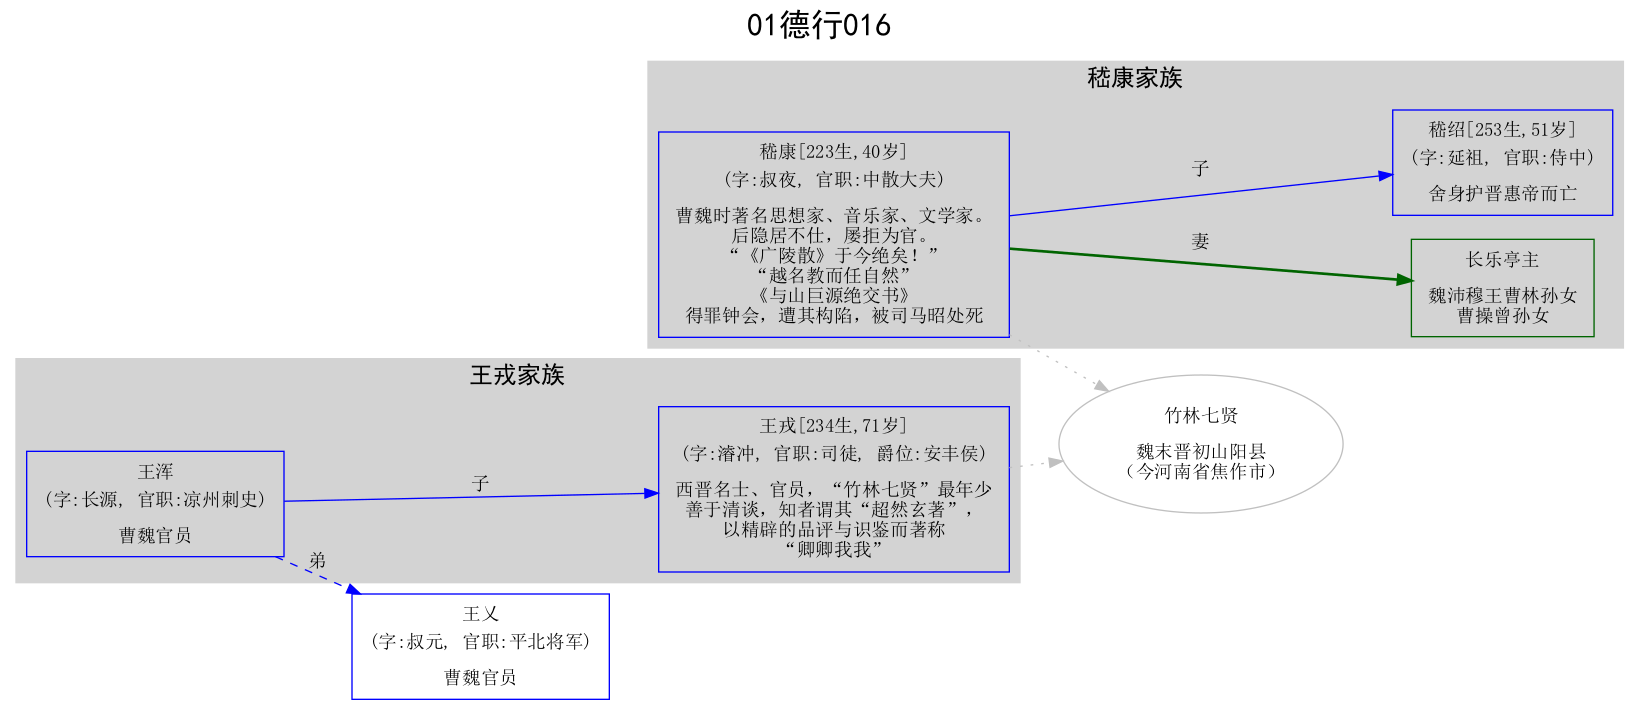 01德行016
嵇康家族
嵇康[223生,40岁]
(字:叔夜, 官职:中散大夫)
曹魏时著名思想家、音乐家、文学家。
后隐居不仕，屡拒为官。
“《广陵散》于今绝矣！”
“越名教而任自然”
《与山巨源绝交书》
得罪钟会，遭其构陷，被司马昭处死
子
妻
嵇绍[253生,51岁]
(字:延祖, 官职:侍中)
舍身护晋惠帝而亡
长乐亭主
魏沛穆王曹林孙女
曹操曾孙女
王戎家族
王浑
(字:长源, 官职:凉州刺史)
曹魏官员
子
弟
王戎[234生,71岁]
(字:濬冲, 官职:司徒, 爵位:安丰侯)
西晋名士、官员，“竹林七贤”最年少
善于清谈，知者谓其“超然玄著”，
以精辟的品评与识鉴而著称
“卿卿我我”
竹林七贤
魏末晋初山阳县
（今河南省焦作市）
王乂
(字:叔元, 官职:平北将军)
曹魏官员